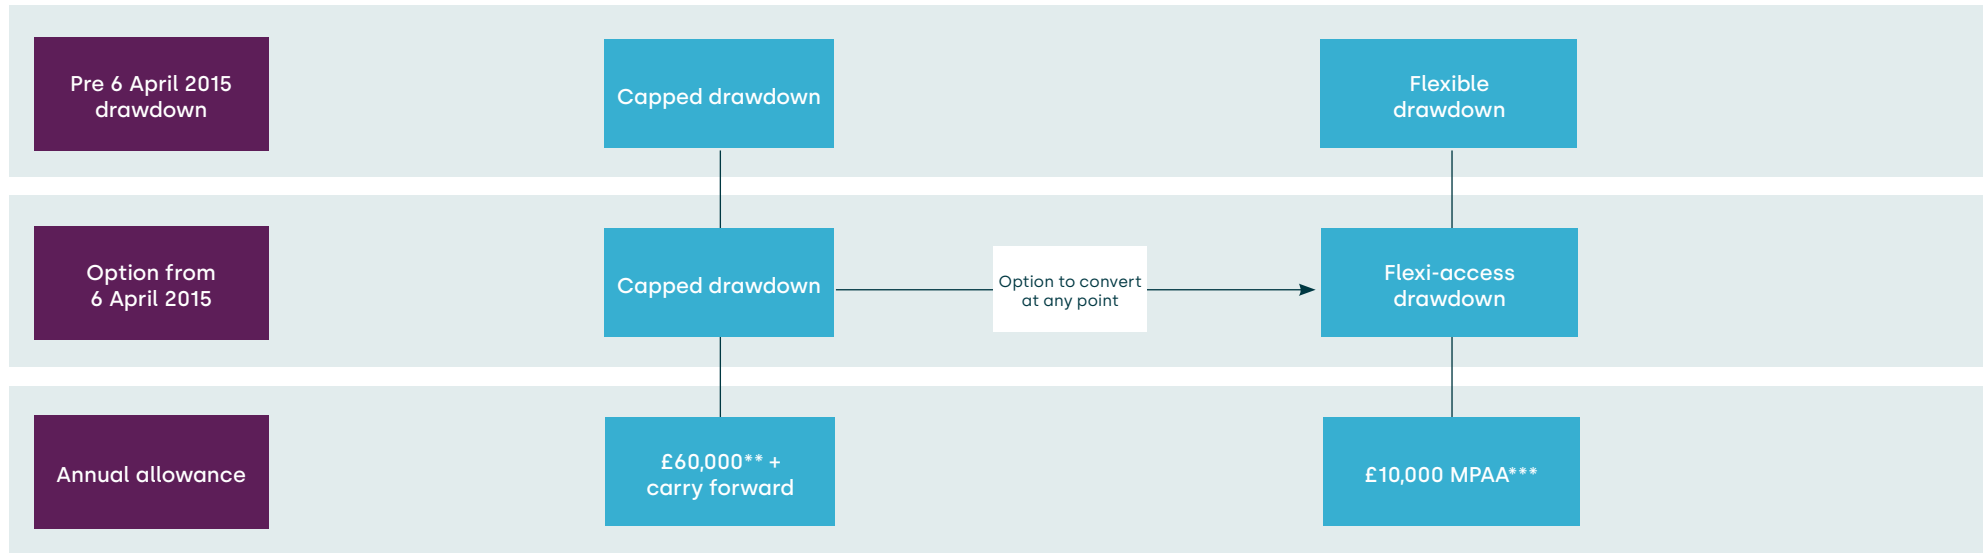 Pre 6 April 2015
drawdown
Capped drawdown
Flexible
drawdown
Option from
6 April 2015
Capped drawdown
Option to convert
at any point
Flexi-access
drawdown
Annual allowance
£60,000** +
carry forward
£10,000 MPAA***